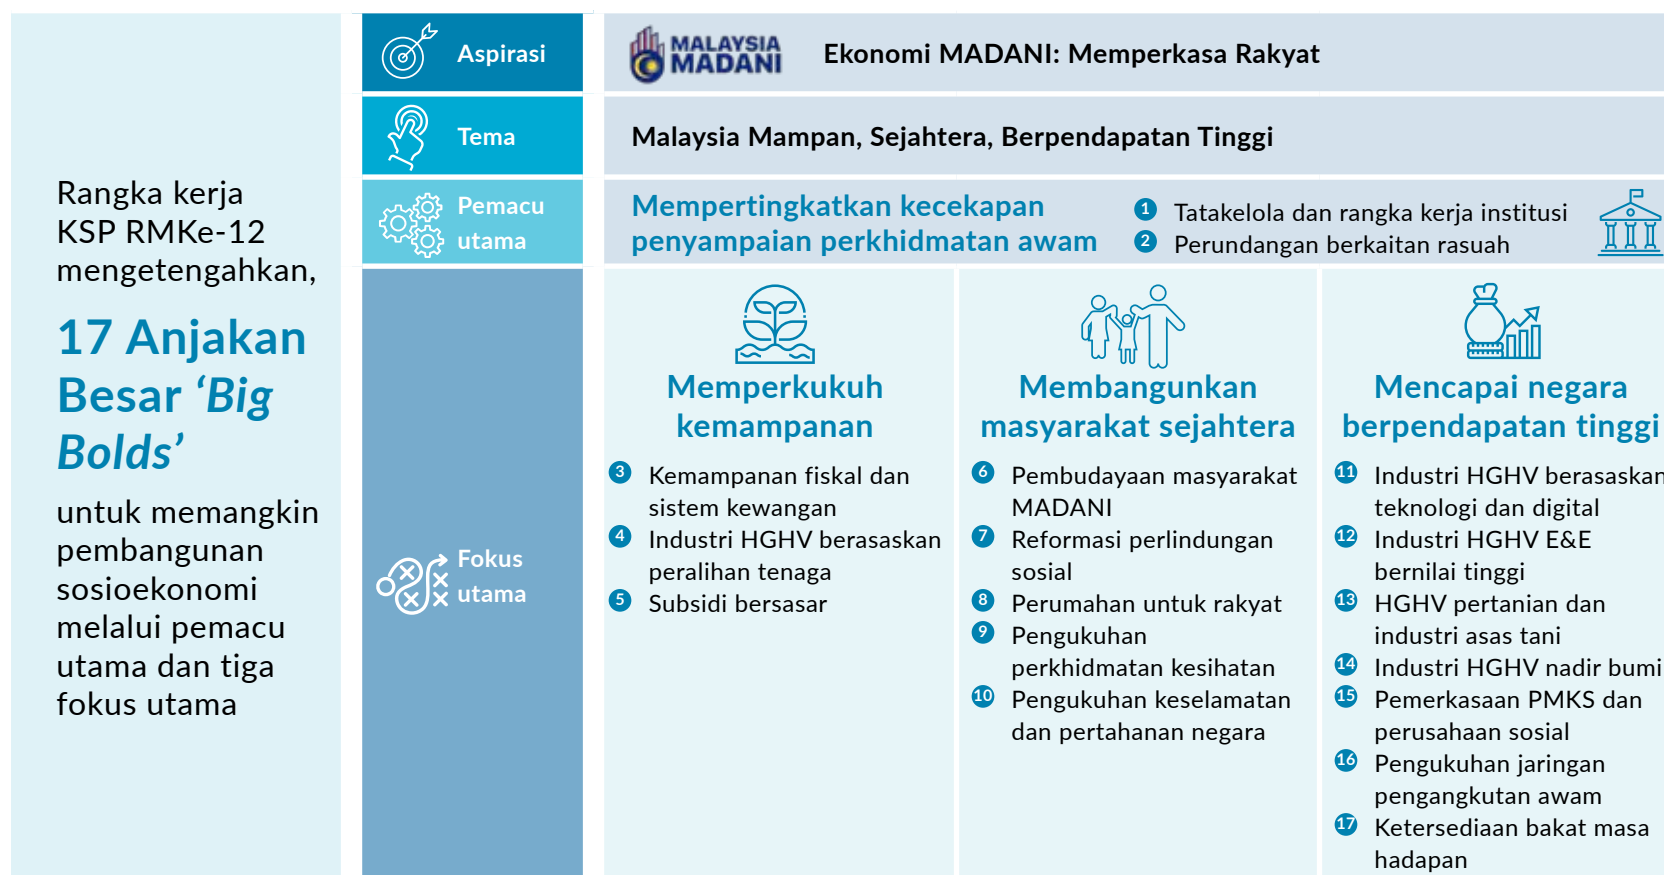 Rangka kerja
KSP RMKe-12
mengetengahkan,
17 Anjakan
Besar ‘Big
Bolds’
untuk memangkin
pembangunan
sosioekonomi
melalui pemacu
utama dan tiga
fokus utama
Aspirasi
MALAYSIA
MADANI
Ekonomi MADANI: Memperkasa Rakyat
Tema
Malaysia Mampan, Sejahtera, Berpendapatan Tinggi
Pemacu
utama
Mempertingkatkan kecekapan
penyampaian perkhidmatan awam
1 Tatakelola dan rangka kerja institusi
2 Perundangan berkaitan rasuah
Fokus
utama
Memperkukuh
kemampanan
3 Kemampanan fiskal dan
sistem kewangan
4 Industri HGHV berasaskan
peralihan tenaga
5 Subsidi bersasar
Membangunkan
masyarakat sejahtera
6 Pembudayaan masyarakat
MADANI
7 Reformasi perlindungan
sosial
8 Perumahan untuk rakyat
9 Pengukuhan
perkhidmatan kesihatan
10 Pengukuhan keselamatan
dan pertahanan negara
Mencapai negara
berpendapatan tinggi
11 Industri HGHV berasaskan
teknologi dan digital
12 Industri HGHV E&E
bernilai tinggi
13 HGHV pertanian dan
industri asas tani
14 Industri HGHV nadir bumi
15 Pemerkasaan PMKS dan
perusahaan sosial
16 Pengukuhan jaringan
pengangkutan awam
17 Ketersediaan bakat masa
hadapan